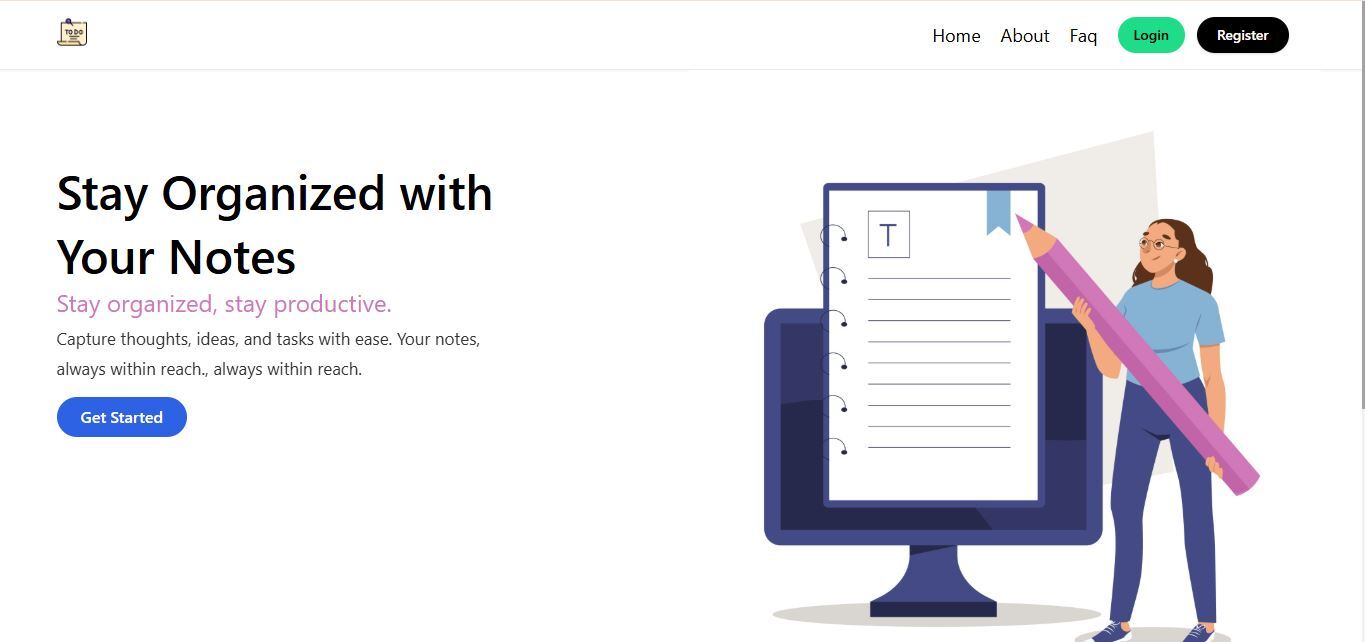 TO DO
Home
About
Faq
Login
Register
Stay Organized with
Your Notes
Stay organized, stay productive.
Capture thoughts, ideas, and tasks with ease. Your notes,
always within reach., always within reach.
Get Started
T